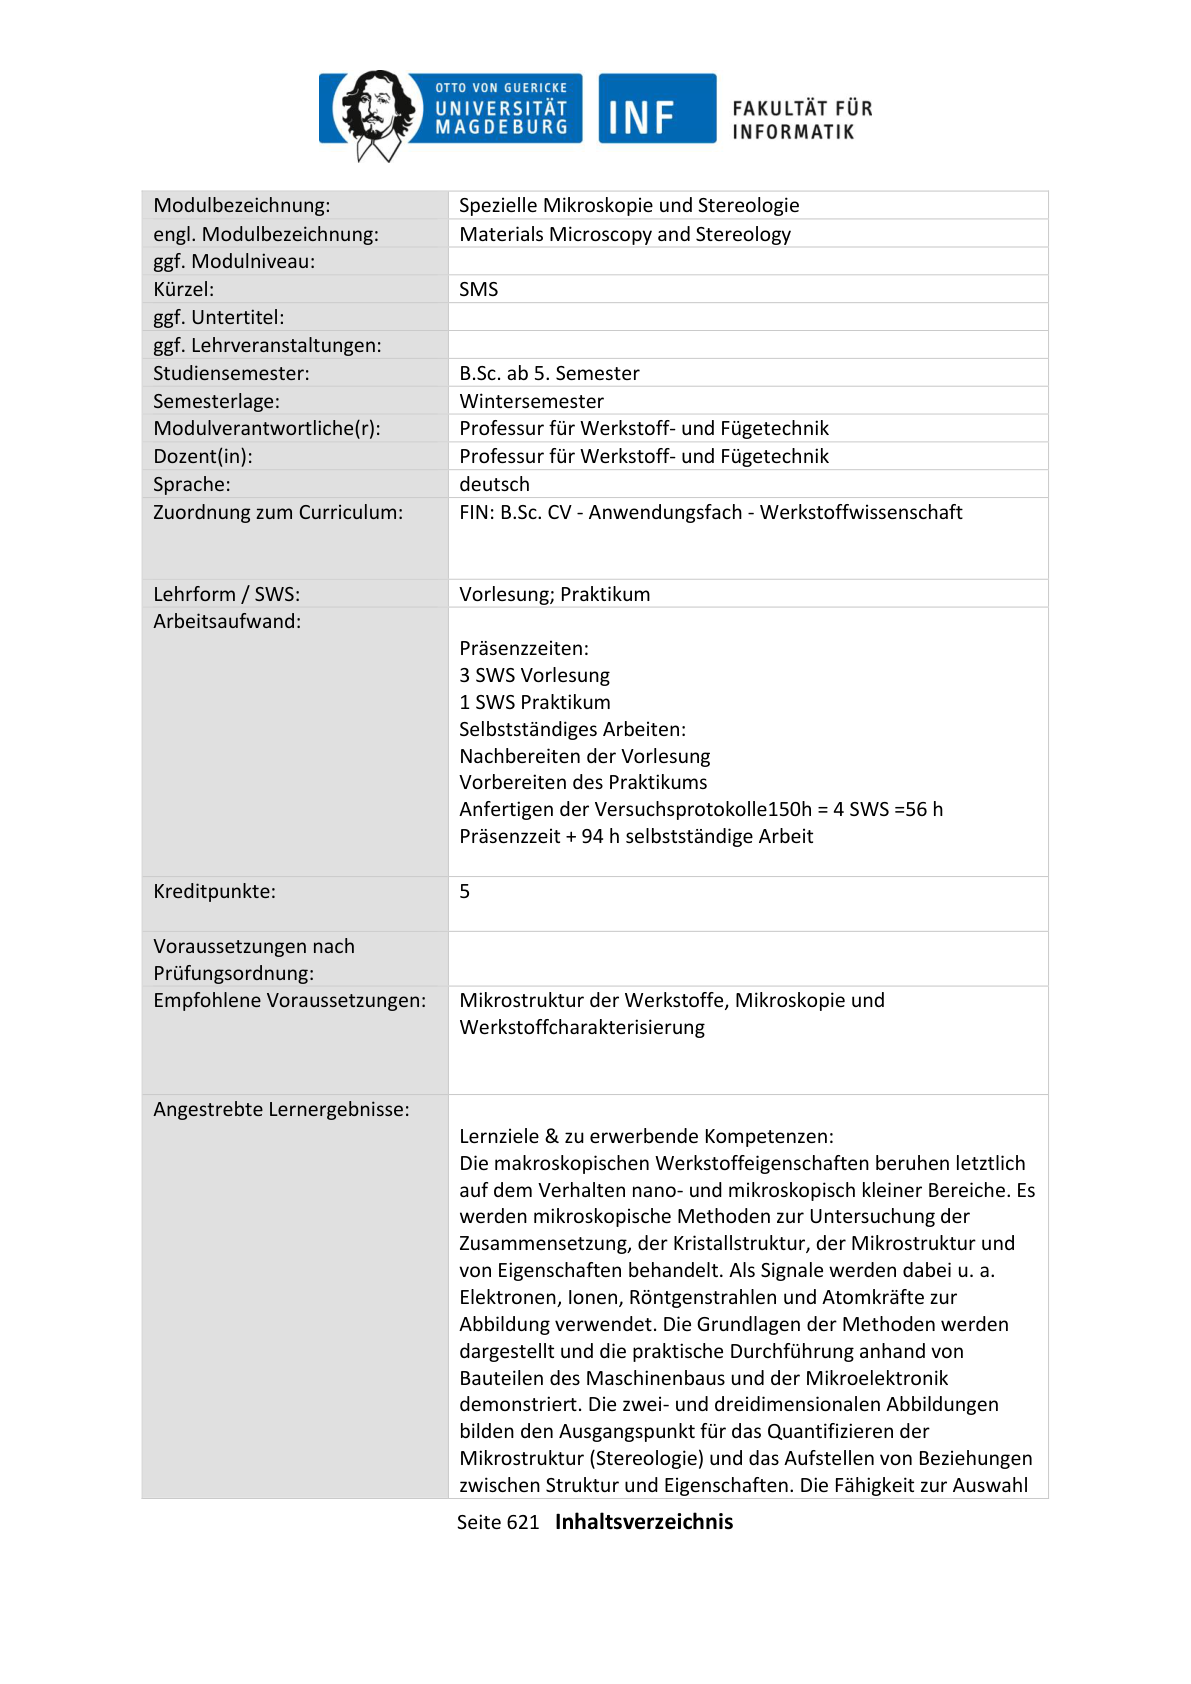 OTTO VON GUERICKE
UNIVERSITÄT
MAGDEBURG
INF
FAKULTÄT FÜR
INFORMATIK
Modulbezeichnung: Spezielle Mikroskopie und Stereologie
engl. Modulbezeichnung: Materials Microscopy and Stereology
ggf. Modulniveau:
Kürzel: SMS
ggf. Untertitel:
ggf. Lehrveranstaltungen:
Studiensemester: B.Sc. ab 5. Semester
Semesterlage: Wintersemester
Modulverantwortliche(r): Professur für Werkstoff- und Fügetechnik
Dozent(in): Professur für Werkstoff- und Fügetechnik
Sprache: deutsch
Zuordnung zum Curriculum: FIN: B.Sc. CV - Anwendungsfach - Werkstoffwissenschaft
Lehrform / SWS: Vorlesung; Praktikum
Arbeitsaufwand:
Präsenzzeiten:
3 SWS Vorlesung
1 SWS Praktikum
Selbstständiges Arbeiten:
Nachbereiten der Vorlesung
Vorbereiten des Praktikums
Anfertigen der Versuchsprotokolle150h = 4 SWS =56 h
Präsenzzeit + 94 h selbstständige Arbeit
Kreditpunkte: 5
Voraussetzungen nach
Prüfungsordnung:
Empfohlene Voraussetzungen: Mikrostruktur der Werkstoffe, Mikroskopie und
Werkstoffcharakterisierung
Angestrebte Lernergebnisse:
Lernziele & zu erwerbende Kompetenzen:
Die makroskopischen Werkstoffeigenschaften beruhen letztlich
auf dem Verhalten nano- und mikroskopisch kleiner Bereiche. Es
werden mikroskopische Methoden zur Untersuchung der
Zusammensetzung, der Kristallstruktur, der Mikrostruktur und
von Eigenschaften behandelt. Als Signale werden dabei u. a.
Elektronen, Ionen, Röntgenstrahlen und Atomkräfte zur
Abbildung verwendet. Die Grundlagen der Methoden werden
dargestellt und die praktische Durchführung anhand von
Bauteilen des Maschinenbaus und der Mikroelektronik
demonstriert. Die zwei- und dreidimensionalen Abbildungen
bilden den Ausgangspunkt für das Quantifizieren der
Mikrostruktur (Stereologie) und das Aufstellen von Beziehungen
zwischen Struktur und Eigenschaften. Die Fähigkeit zur Auswahl
Seite 621 Inhaltsverzeichnis